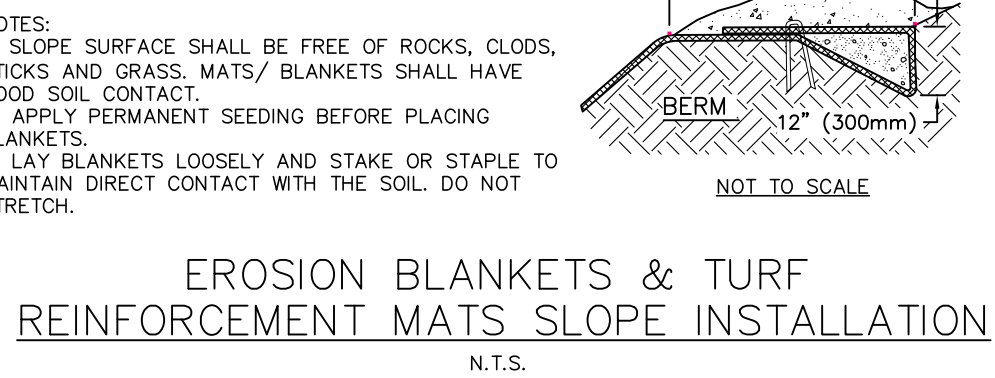 OTES:
SLOPE SURFACE SHALL BE FREE OF ROCKS, CLODS,
TICKS AND GRASS. MATS/ BLANKETS SHALL HAVE
OOD SOIL CONTACT.
APPLY PERMANENT SEEDING BEFORE PLACING
LANKETS.
LAY BLANKETS LOOSELY AND STAKE OR STAPLE TO
AINTAIN DIRECT CONTACT WITH THE SOIL. DO NOT
TRETCH.
BERM
12" (300mm)
NOT TO SCALE
EROSION BLANKETS & TURF
REINFORCEMENT MATS SLOPE INSTALLATION
N.T.S.